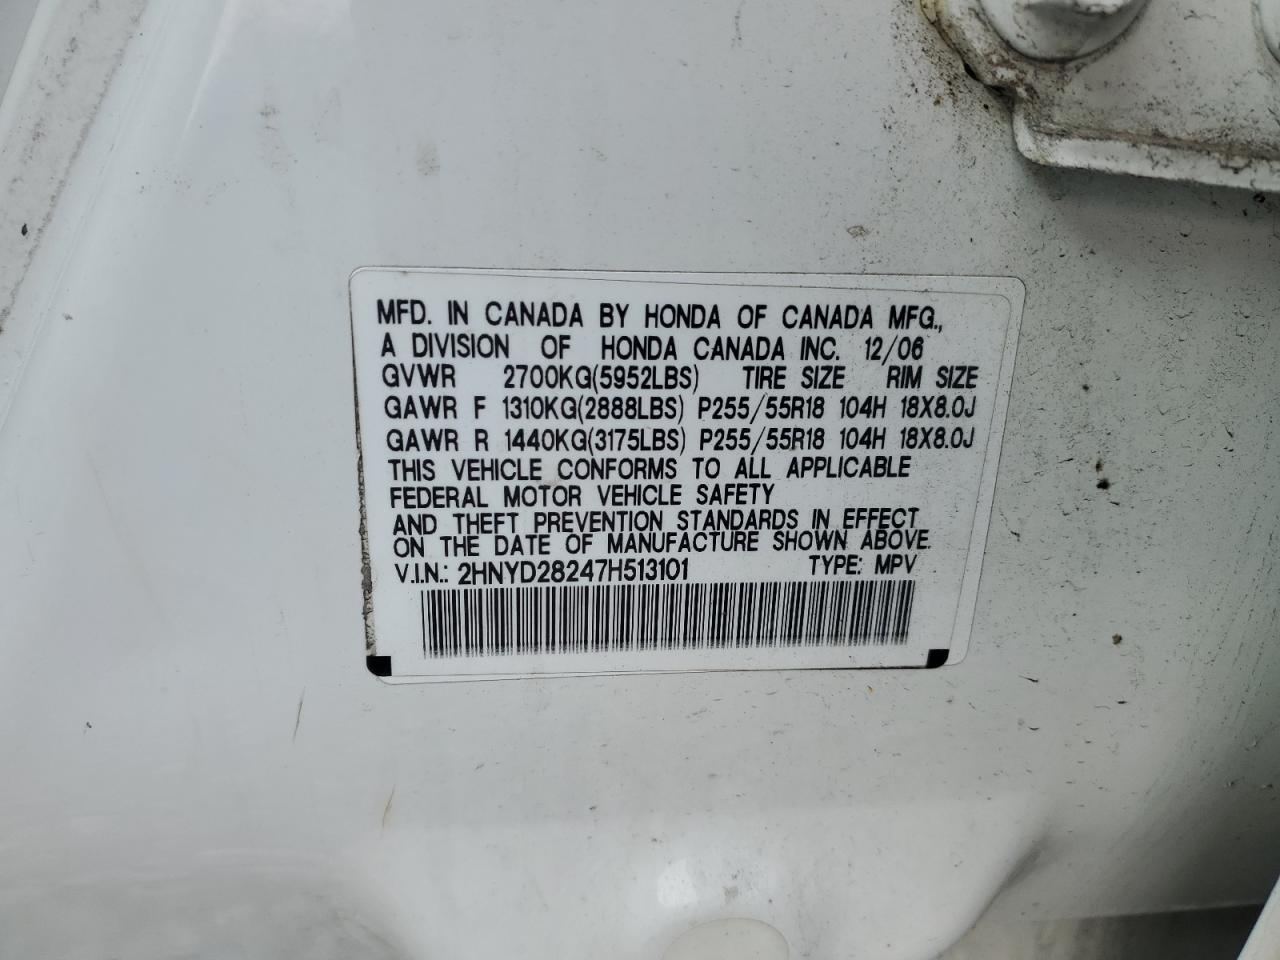 MFD. IN CANADA BY HONDA OF CANADA MFG.,
A DIVISION OF HONDA CANADA INC. 12/06
GVWR 2700KG(5952LBS) TIRE SIZE RIM SIZE
GAWR F 1310KG(2888LBS) P255/55R18 104H 18X8.0J
GAWR R 1440KG(3175LBS) P255/55R18 104H 18X8.0J
THIS VEHICLE CONFORMS TO ALL APPLICABLE
FEDERAL MOTOR VEHICLE SAFETY
AND THEFT PREVENTION STANDARDS IN EFFECT
ON THE DATE OF MANUFACTURE SHOWN ABOVE.
V.I.N.: 2HNYD28247H513101 TYPE: MPV